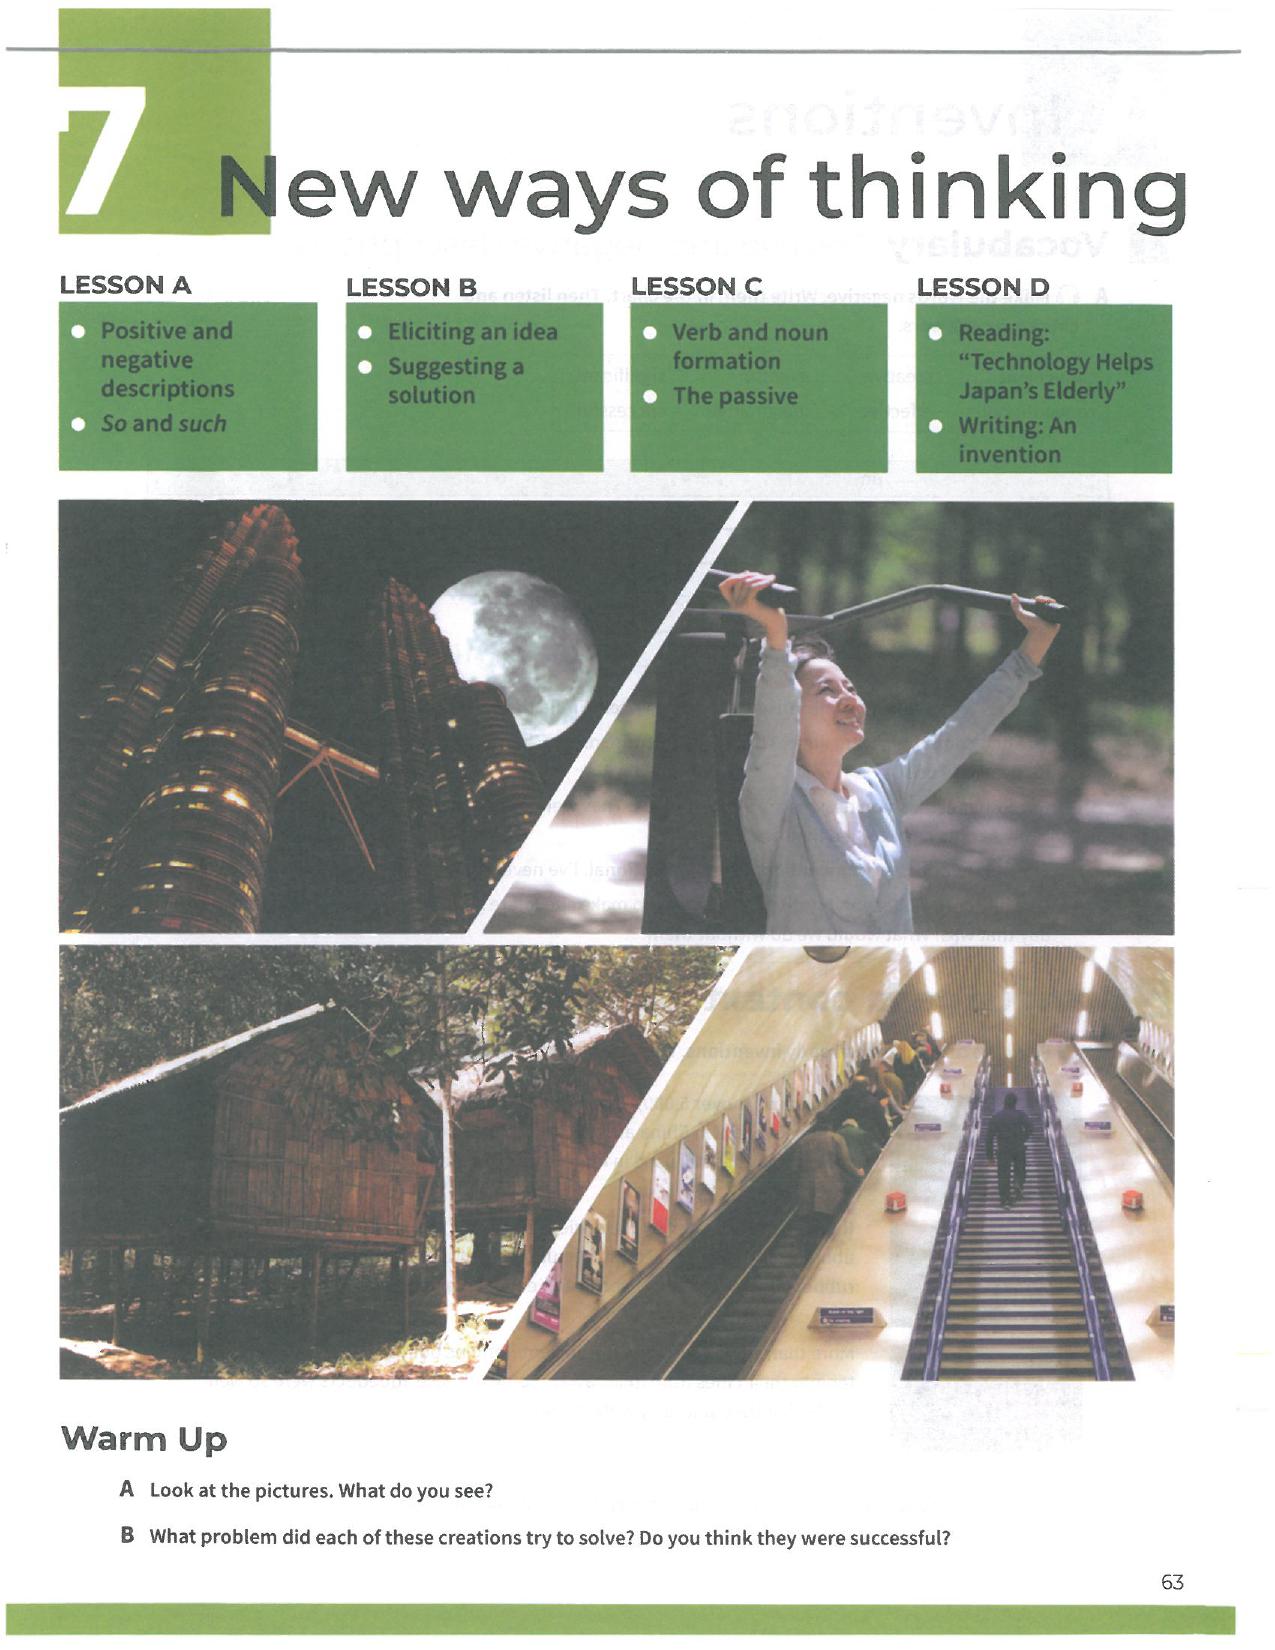 7
New ways of thinking
LESSON A
• Positive and
negative
descriptions
• So and such
LESSON B
• Eliciting an idea
• Suggesting a
solution
LESSON C
• Verb and noun
formation
• The passive
LESSON D
• Reading:
“Technology Helps
Japan’s Elderly”
• Writing: An
invention
Warm Up
A Look at the pictures. What do you see?
B What problem did each of these creations try to solve? Do you think they were successful?
63